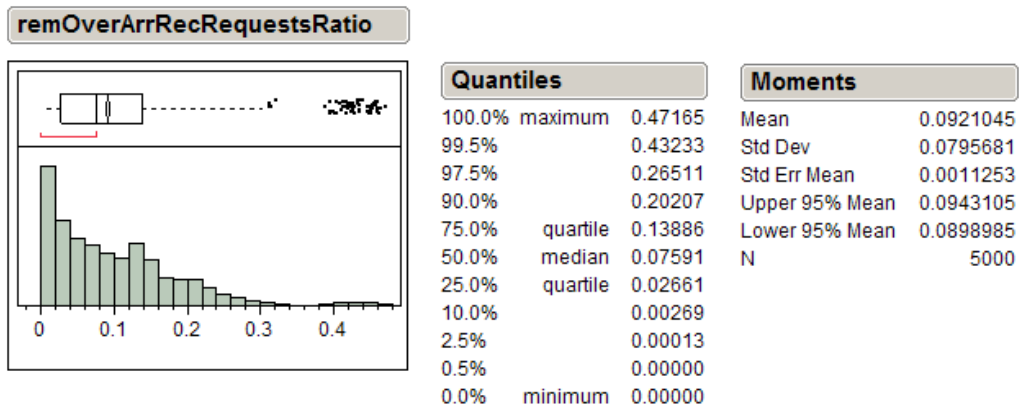 remOverArrRecRequestsRatio
0 0.1 0.2 0.3 0.4
Quantiles
100.0% maximum 0.47165
99.5% 0.43233
97.5% 0.26511
90.0% 0.20207
75.0% quartile 0.13886
50.0% median 0.07591
25.0% quartile 0.02661
10.0% 0.00269
2.5% 0.00013
0.5% 0.00000
0.0% minimum 0.00000
Moments
Mean 0.0921045
Std Dev 0.0795681
Std Err Mean 0.0011253
Upper 95% Mean 0.0943105
Lower 95% Mean 0.0898985
N 5000